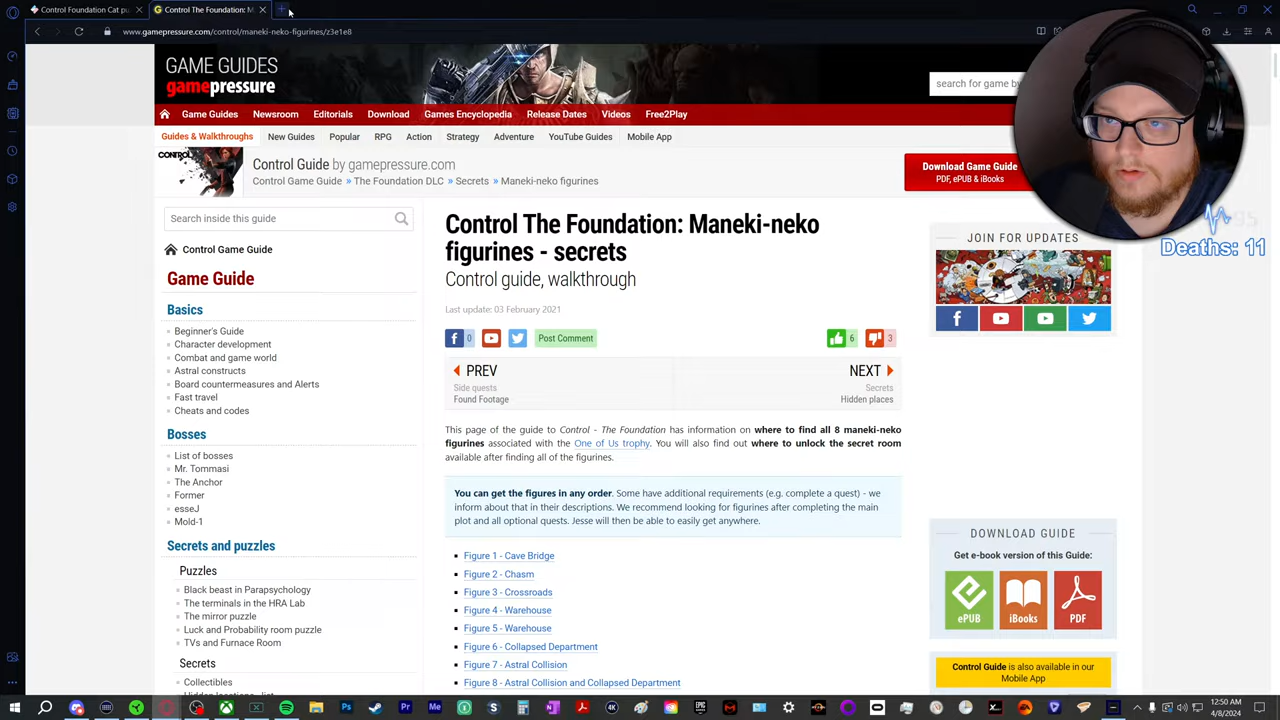 Control Foundation Cat pu
Control The Foundation: M
www.gamepressure.com/control/maneki-neko-figurines/z3e1e8
GAME GUIDES
gamepressure
search for game by
Game Guides Newsroom Editorials Download Games Encyclopedia Release Dates Videos Free2Play
Guides & Walkthroughs New Guides Popular RPG Action Strategy Adventure YouTube Guides Mobile App
CONTROL
Control Guide by gamepressure.com
Control Game Guide » The Foundation DLC » Secrets » Maneki-neko figurines
Download Game Guide
PDF, ePUB & iBooks
Search inside this guide
Control Game Guide
Game Guide
Basics
Beginner's Guide
Character development
Combat and game world
Astral constructs
Board countermeasures and Alerts
Fast travel
Cheats and codes
Bosses
List of bosses
Mr. Tommasi
The Anchor
Former
esseJ
Mold-1
Secrets and puzzles
Puzzles
Black beast in Parapsychology
The terminals in the HRA Lab
The mirror puzzle
Luck and Probability room puzzle
TVs and Furnace Room
Secrets
Collectibles
Hidden locations - list
Control The Foundation: Maneki-neko
figurines - secrets
Control guide, walkthrough
Last update: 03 February 2021
0
Post Comment
6
3
PREV
Side quests
Found Footage
NEXT
Secrets
Hidden places
This page of the guide to Control - The Foundation has information on where to find all 8 maneki-neko
figurines associated with the One of Us trophy. You will also find out where to unlock the secret room
available after finding all of the figurines.
You can get the figures in any order. Some have additional requirements (e.g. complete a quest) - we
inform about that in their descriptions. We recommend looking for figurines after completing the main
plot and all optional quests. Jesse will then be able to easily get anywhere.
Figure 1 - Cave Bridge
Figure 2 - Chasm
Figure 3 - Crossroads
Figure 4 - Warehouse
Figure 5 - Warehouse
Figure 6 - Collapsed Department
Figure 7 - Astral Collision
Figure 8 - Astral Collision and Collapsed Department
JOIN FOR UPDATES
DOWNLOAD GUIDE
Get e-book version of this Guide:
ePUB
iBooks
PDF
Control Guide is also available in our
Mobile App
95
Deaths: 11
12:50 AM
4/8/2024